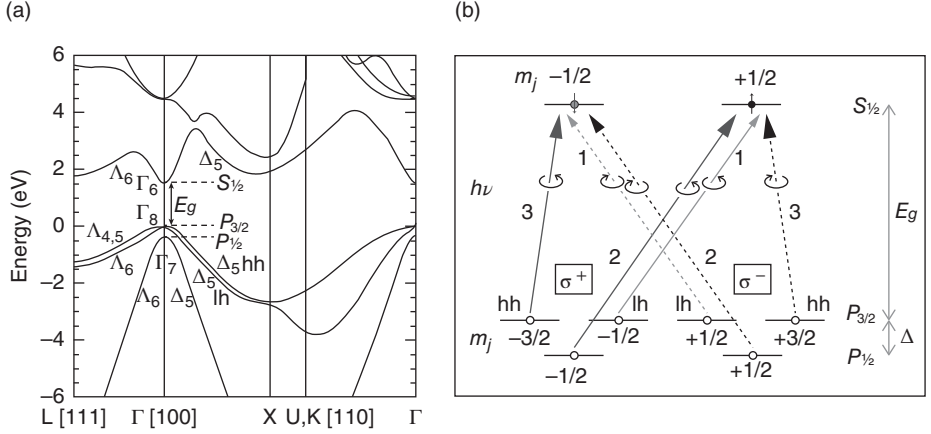 (a)
6
4
2
0
−2
−4
−6
Energy (eV)
Δ5
Λ6
Γ6
S½
Eg
Γ8
P3/2
P½
Λ4,5
Λ6
Γ7
Δ5 hh
Δ5
lh
Λ6
Δ5
L [111]
Γ [100]
X
U,K [110]
Γ
(b)
mj
−1/2
+1/2
S½
1
1
hν
Eg
3
3
2
2
σ+
σ−
hh
lh
lh
hh
P3/2
mj
−3/2
−1/2
+1/2
+3/2
Δ
−1/2
+1/2
P½